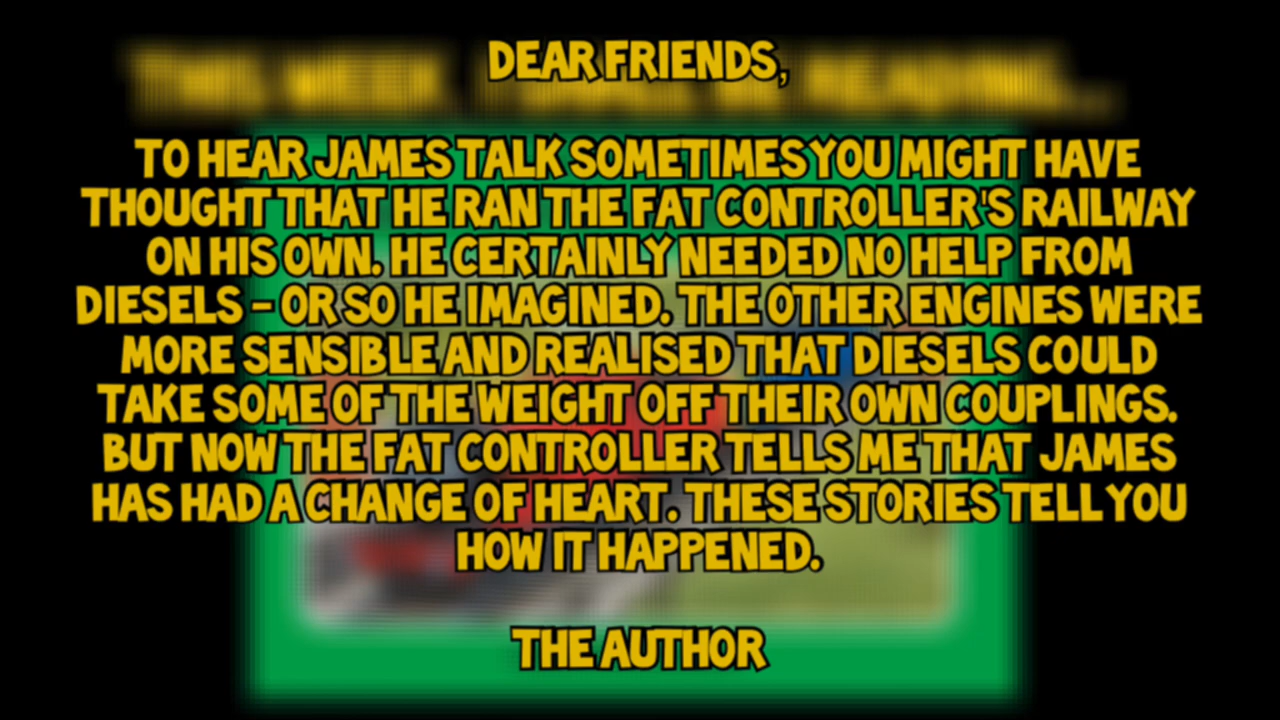 DEAR FRIENDS,
TO HEAR JAMES TALK SOMETIMES YOU MIGHT HAVE
THOUGHT THAT HE RAN THE FAT CONTROLLER'S RAILWAY
ON HIS OWN. HE CERTAINLY NEEDED NO HELP FROM
DIESELS – OR SO HE IMAGINED. THE OTHER ENGINES WERE
MORE SENSIBLE AND REALISED THAT DIESELS COULD
TAKE SOME OF THE WEIGHT OFF THEIR OWN COUPLINGS.
BUT NOW THE FAT CONTROLLER TELLS ME THAT JAMES
HAS HAD A CHANGE OF HEART. THESE STORIES TELL YOU
HOW IT HAPPENED.
THE AUTHOR